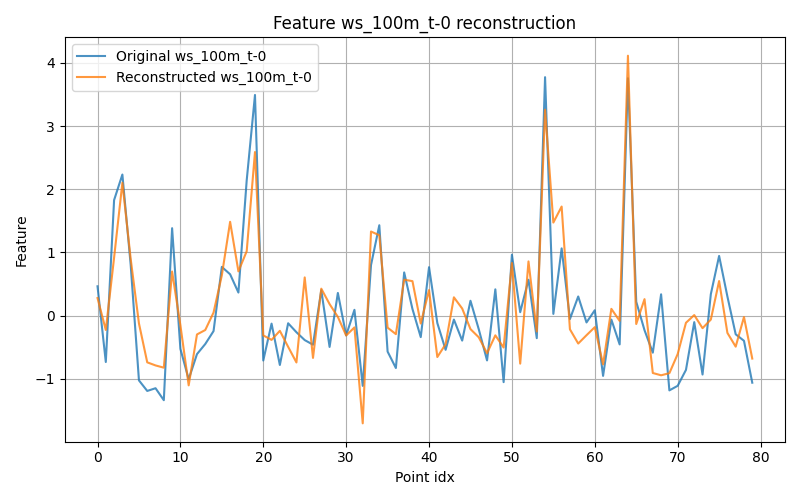 Feature ws_100m_t-0 reconstruction
Original ws_100m_t-0
Reconstructed ws_100m_t-0
Feature
4
3
2
1
0
−1
0 10 20 30 40 50 60 70 80
Point idx